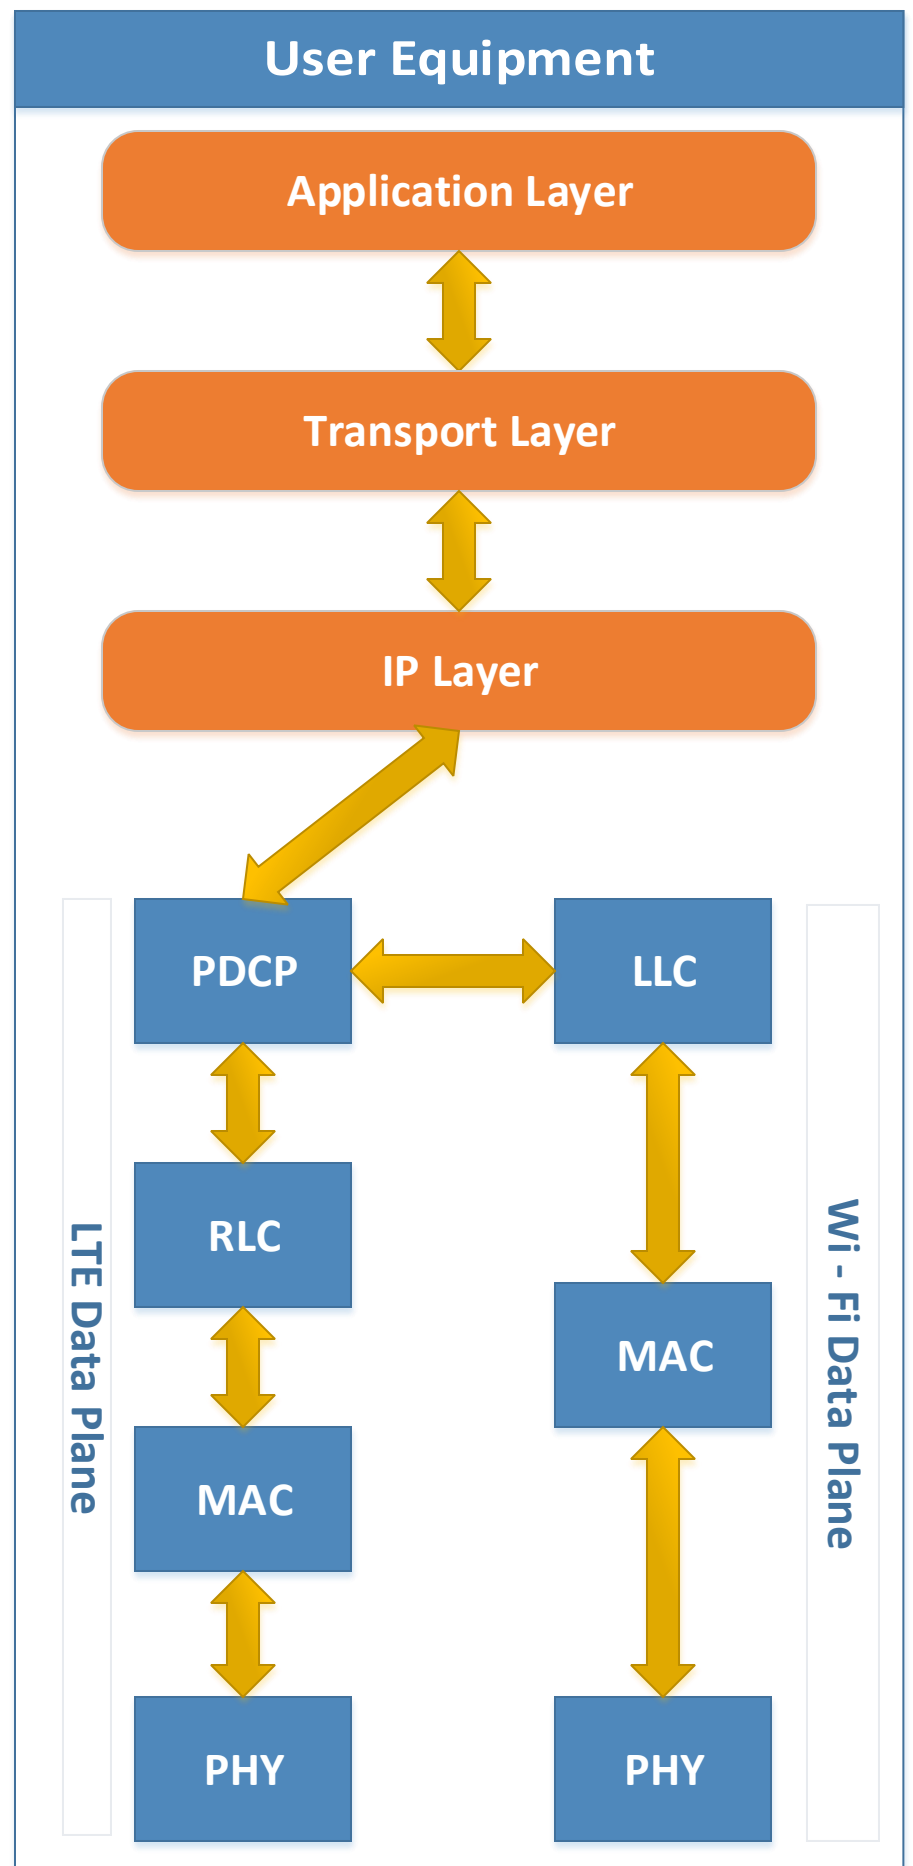 User Equipment
Application Layer
Transport Layer
IP Layer
PDCP
LLC
RLC
MAC
MAC
PHY
PHY
LTE Data Plane
Wi - Fi Data Plane